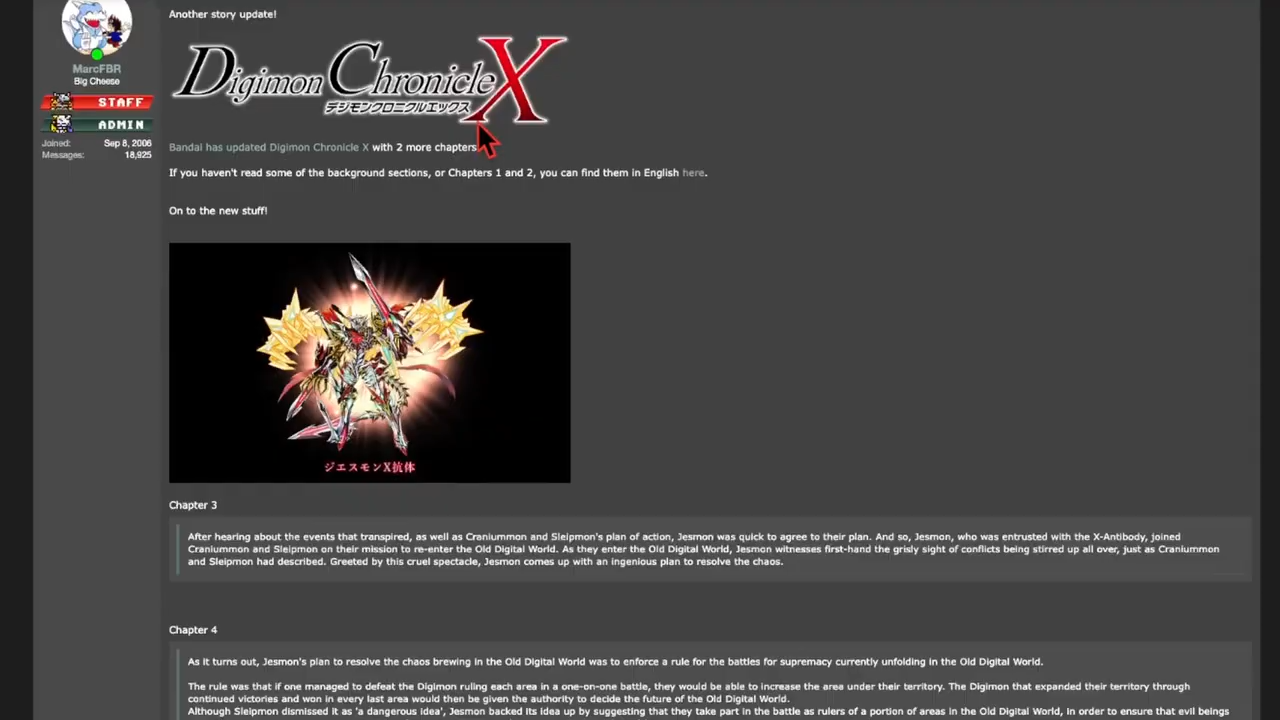 Another story update!
Digimon Chronicle X
デジモンクロニクルエックス
MarcFBR
Big Cheese
STAFF
ADMIN
Joined: Sep 8, 2006
Messages: 18,925
Bandai has updated Digimon Chronicle X with 2 more chapters
If you haven't read some of the background sections, or Chapters 1 and 2, you can find them in English here.
On to the new stuff!
ジエスモンX抗体
Chapter 3
After hearing about the events that transpired, as well as Craniummon and Sleipmon's plan of action, Jesmon was quick to agree to their plan. And so, Jesmon, who was entrusted with the X-Antibody, joined
Craniummon and Sleipmon on their mission to re-enter the Old Digital World. As they enter the Old Digital World, Jesmon witnesses first-hand the grisly sight of conflicts being stirred up all over, just as Craniummon
and Sleipmon had described. Greeted by this cruel spectacle, Jesmon comes up with an ingenious plan to resolve the chaos.
Chapter 4
As it turns out, Jesmon's plan to resolve the chaos brewing in the Old Digital World was to enforce a rule for the battles for supremacy currently unfolding in the Old Digital World.
The rule was that if one managed to defeat the Digimon ruling each area in a one-on-one battle, they would be able to increase the area under their territory. The Digimon that expanded their territory through
continued victories and won in every last area would then be given the authority to decide the future of the Old Digital World.
Although Sleipmon dismissed it as 'a dangerous idea', Jesmon backed its idea up by suggesting that they take part in the battle as rulers of a portion of areas in the Old Digital World, in order to ensure that evil beings